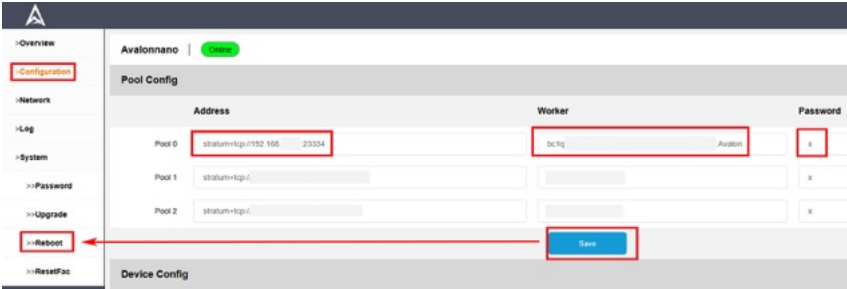 >Overview
>Configuration
>Network
>Log
>System
>>Password
>>Upgrade
>>Reboot
>>ResetFac
Avalonnano | Online
Pool Config
Address Worker Password
Pool 0 stratum+tcp://192.168. 23334 bc1q .Avalon x
Pool 1 stratum+tcp:/. x
Pool 2 stratum+tcp:/. x
Save
Device Config